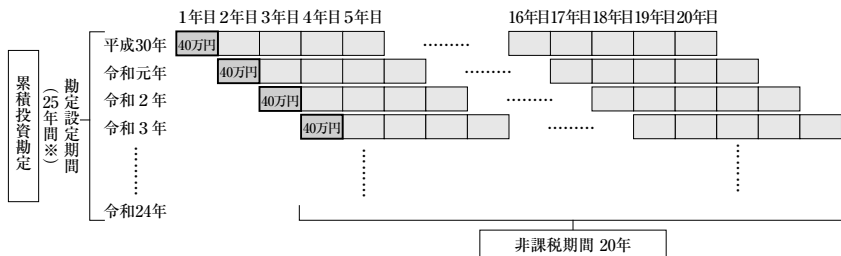 1年目2年目3年目4年目5年目 16年目17年目18年目19年目20年目
平成30年 40万円 ………
令和元年 40万円 ………
令和2年 40万円 ………
令和3年 40万円 ………
令和24年
勘定設定期間
(25年間※)
累積投資勘定
非課税期間 20年